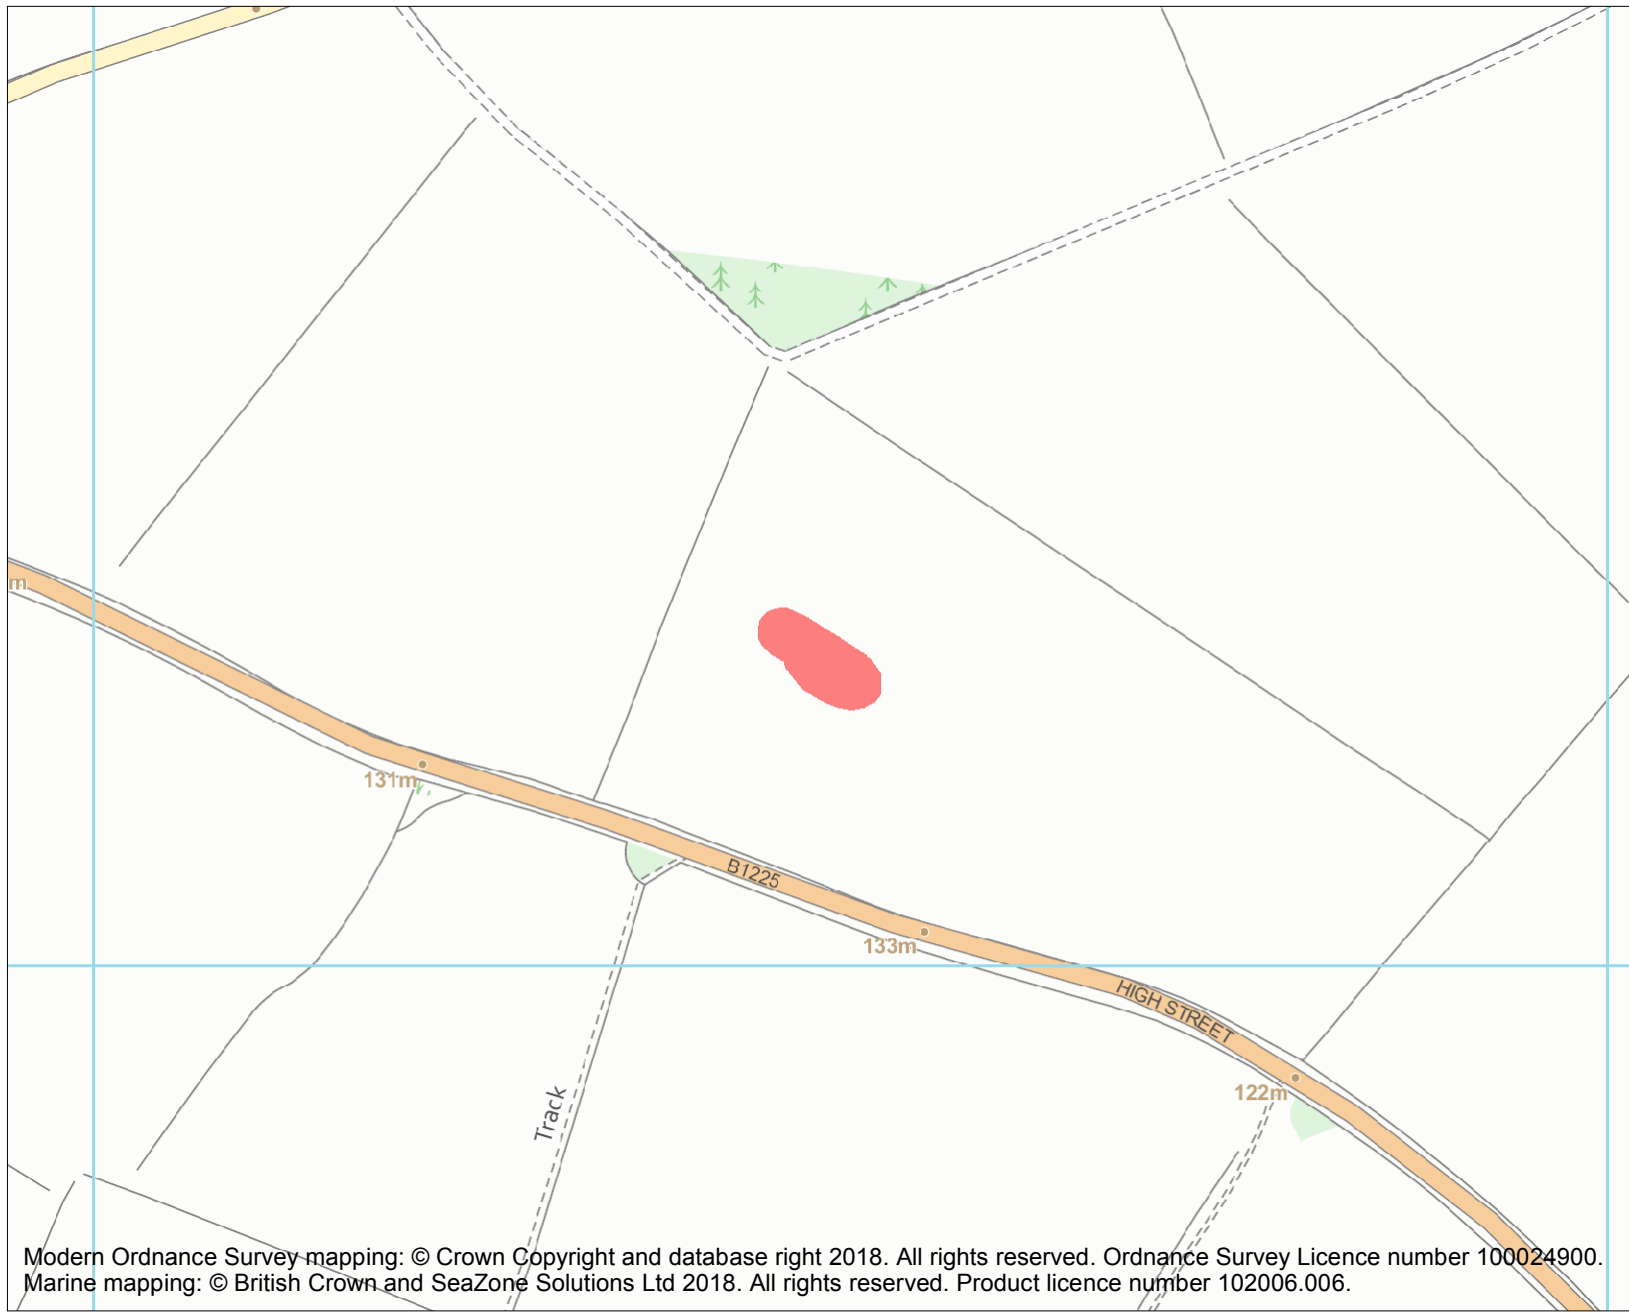 m
131m
B1225
133m
HIGH STREET
122m
Track
Modern Ordnance Survey mapping: © Crown Copyright and database right 2018. All rights reserved. Ordnance Survey Licence number 100024900.
Marine mapping: © British Crown and SeaZone Solutions Ltd 2018. All rights reserved. Product licence number 102006.006.